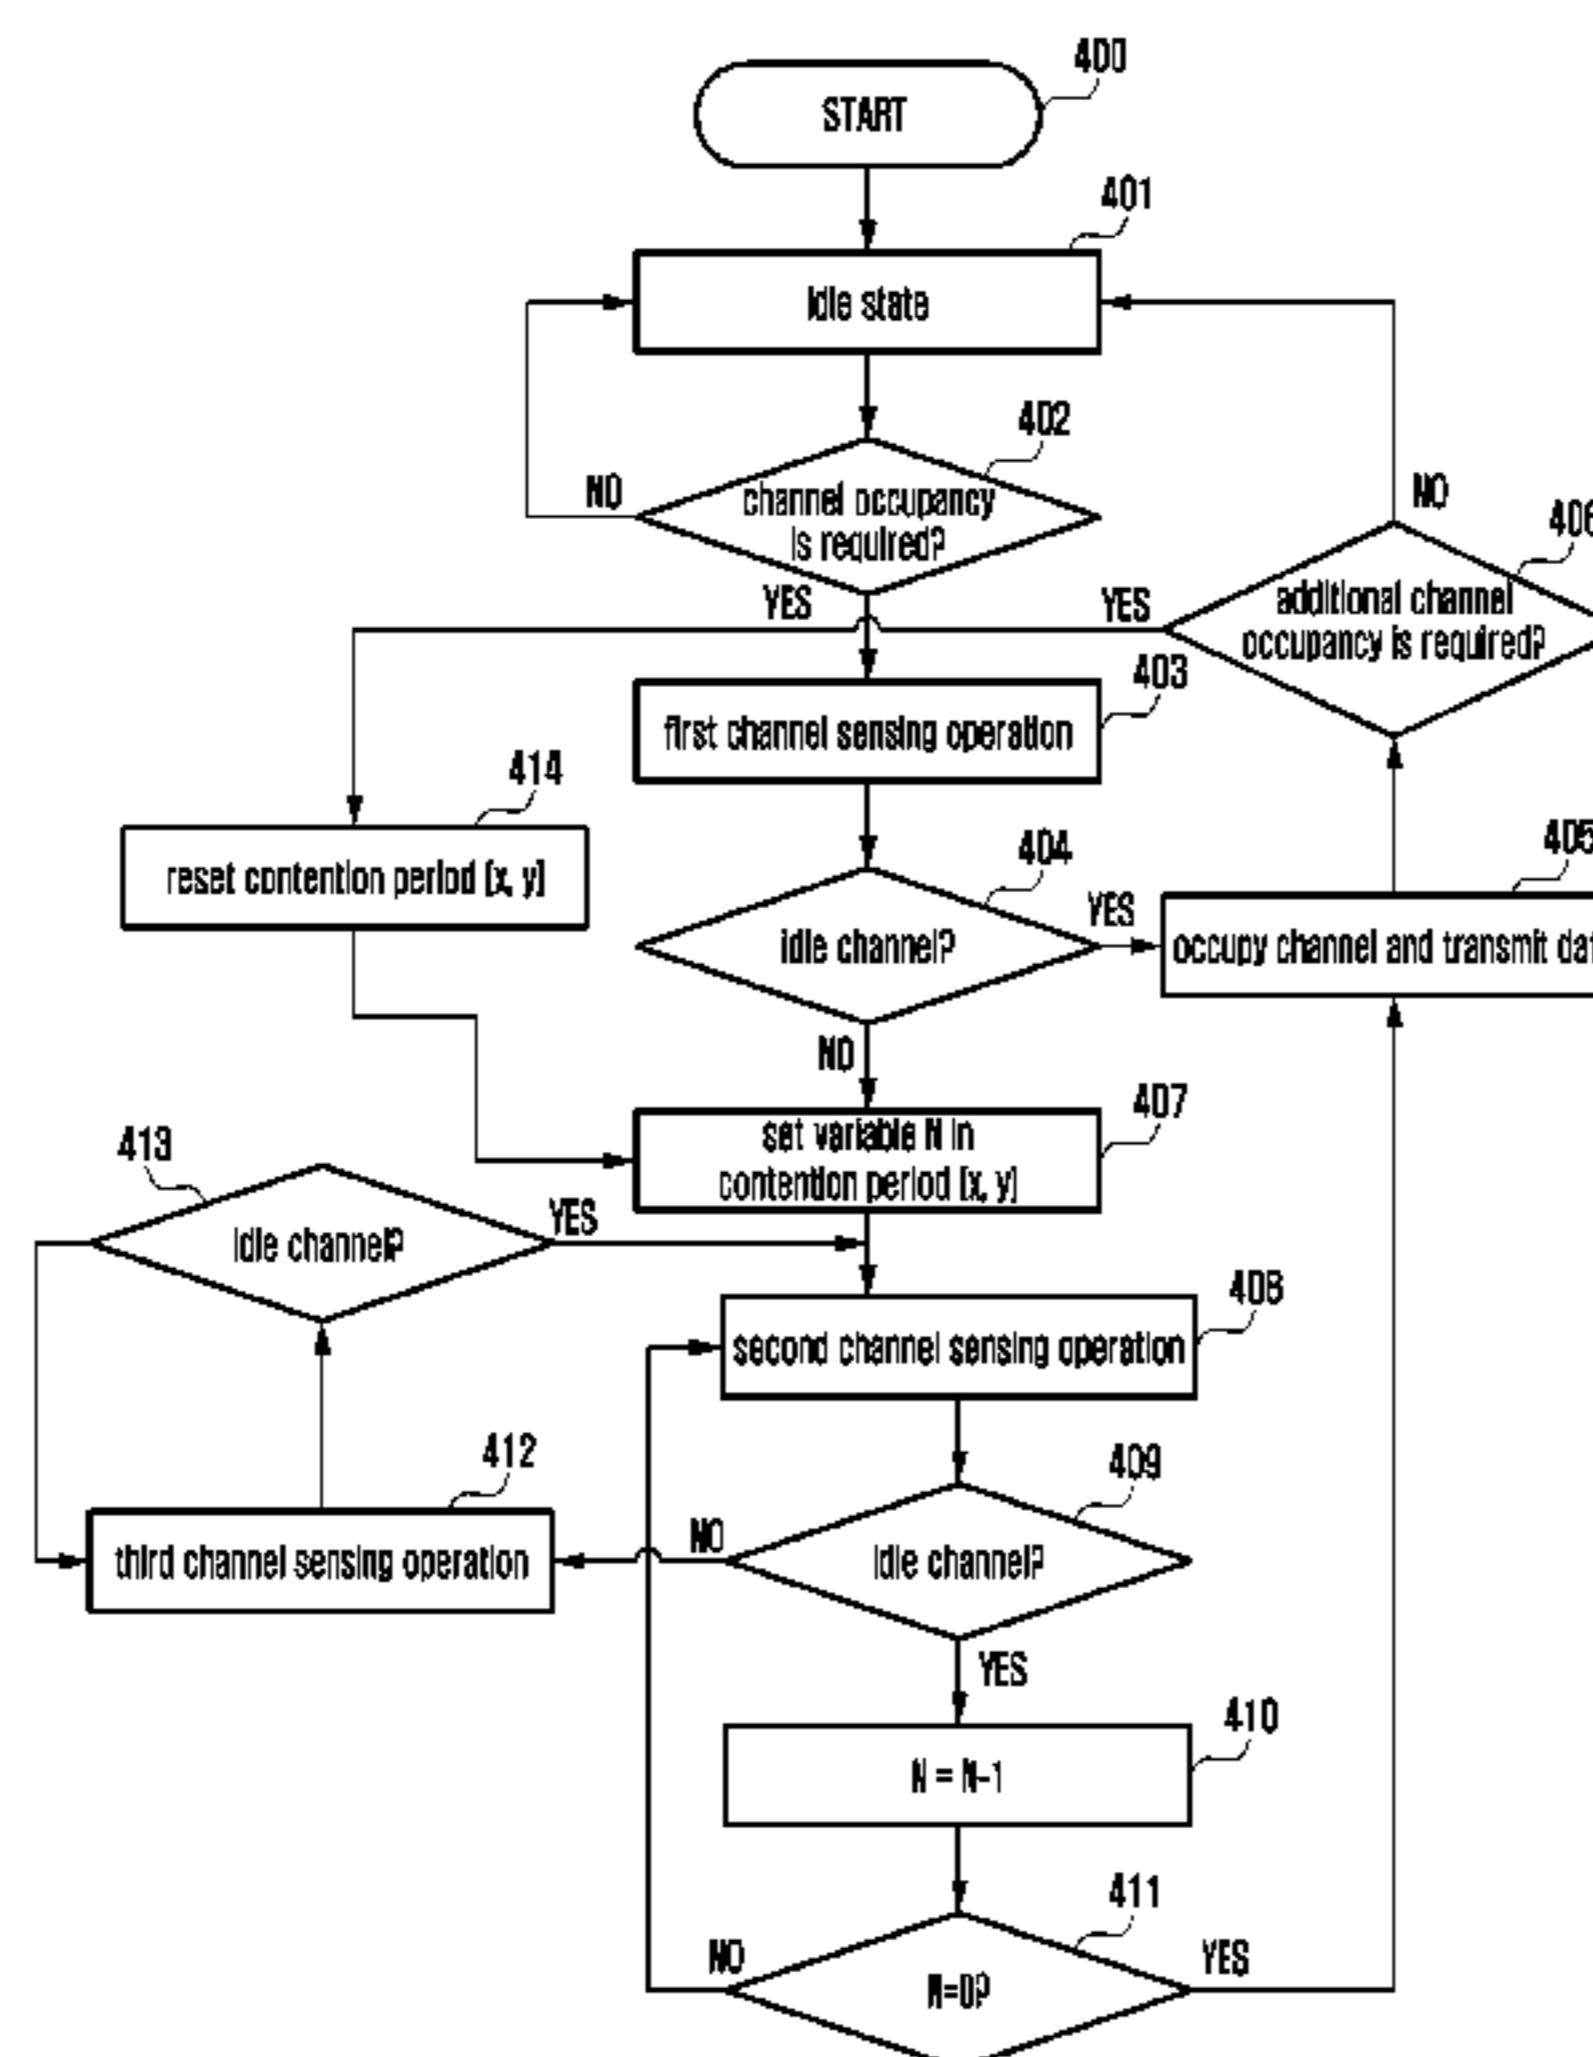 400
START
401
idle state
402
NO
channel occupancy
is required?
YES
NO
406
additional channel
occupancy is required?
YES
403
first channel sensing operation
414
reset contention period [x, y]
404
idle channel?
YES
405
occupy channel and transmit dat
NO
407
set variable N in
contention period [x, y]
413
idle channel?
YES
408
second channel sensing operation
409
idle channel?
NO
412
third channel sensing operation
YES
410
N = N-1
411
NO
N=0?
YES